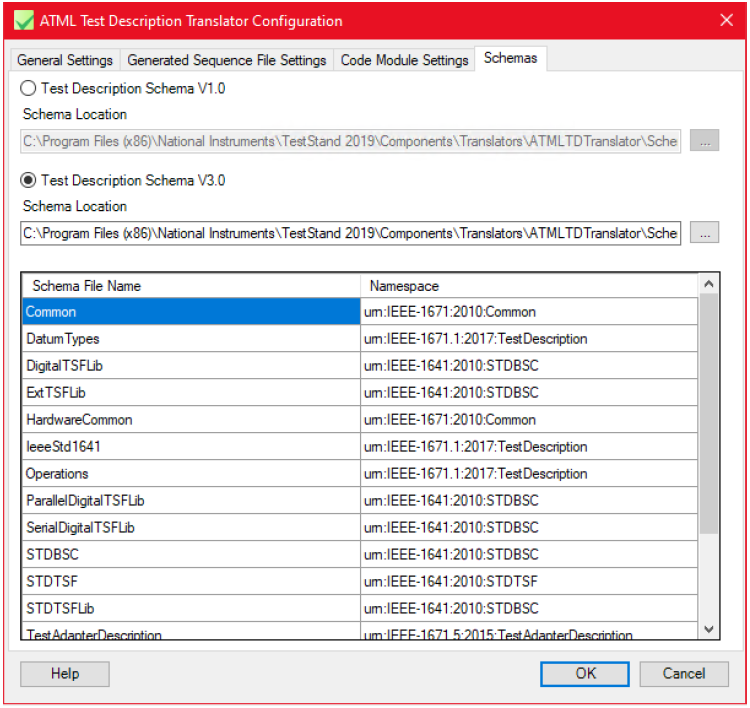 ATML Test Description Translator Configuration
General Settings Generated Sequence File Settings Code Module Settings Schemas
Test Description Schema V1.0
Schema Location
C:\Program Files (x86)\National Instruments\TestStand 2019\Components\Translators\ATMLTDTranslator\Sche ...
Test Description Schema V3.0
Schema Location
C:\Program Files (x86)\National Instruments\TestStand 2019\Components\Translators\ATMLTDTranslator\Sche ...
Schema File Name Namespace
Common urn:IEEE-1671:2010:Common
DatumTypes urn:IEEE-1671.1:2017:TestDescription
DigitalTSFLib urn:IEEE-1641:2010:STDBSC
ExtTSFLib urn:IEEE-1641:2010:STDBSC
HardwareCommon urn:IEEE-1671:2010:Common
IeeeStd1641 urn:IEEE-1671.1:2017:TestDescription
Operations urn:IEEE-1671.1:2017:TestDescription
ParallelDigitalTSFLib urn:IEEE-1641:2010:STDBSC
SerialDigitalTSFLib urn:IEEE-1641:2010:STDBSC
STDBSC urn:IEEE-1641:2010:STDBSC
STDTSF urn:IEEE-1641:2010:STDTSF
STDTSFLib urn:IEEE-1641:2010:STDBSC
TestAdapterDescription urn:IEEE-1671.5:2015:TestAdapterDescription
Help OK Cancel